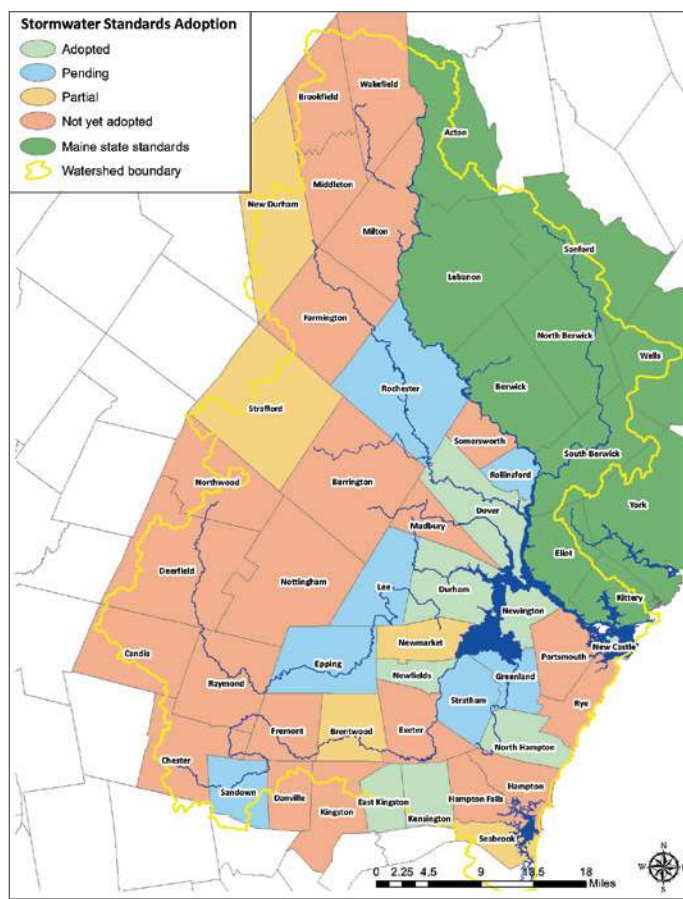 Stormwater Standards Adoption
Adopted
Pending
Partial
Not yet adopted
Maine state standards
Watershed boundary
Wakefield
Brookfield
Acton
Middleton
New Durham
Milton
Sanford
Lebanon
Farmington
North Berwick
Wells
Rochester
Berwick
Strafford
Somersworth
South Berwick
Rollinsford
Northwood
Barrington
Dover
York
Madbury
Eliot
Deerfield
Nottingham
Lee
Durham
Kittery
Newington
Newmarket
New Castle
Candia
Epping
Portsmouth
Newfields
Greenland
Raymond
Stratham
Rye
Fremont
Brentwood
Exeter
North Hampton
Chester
Sandown
Danville
Kingston
East Kingston
Kensington
Hampton Falls
Hampton
Seabrook
N
W E
S
0 2.25 4.5 9 13.5 18
Miles